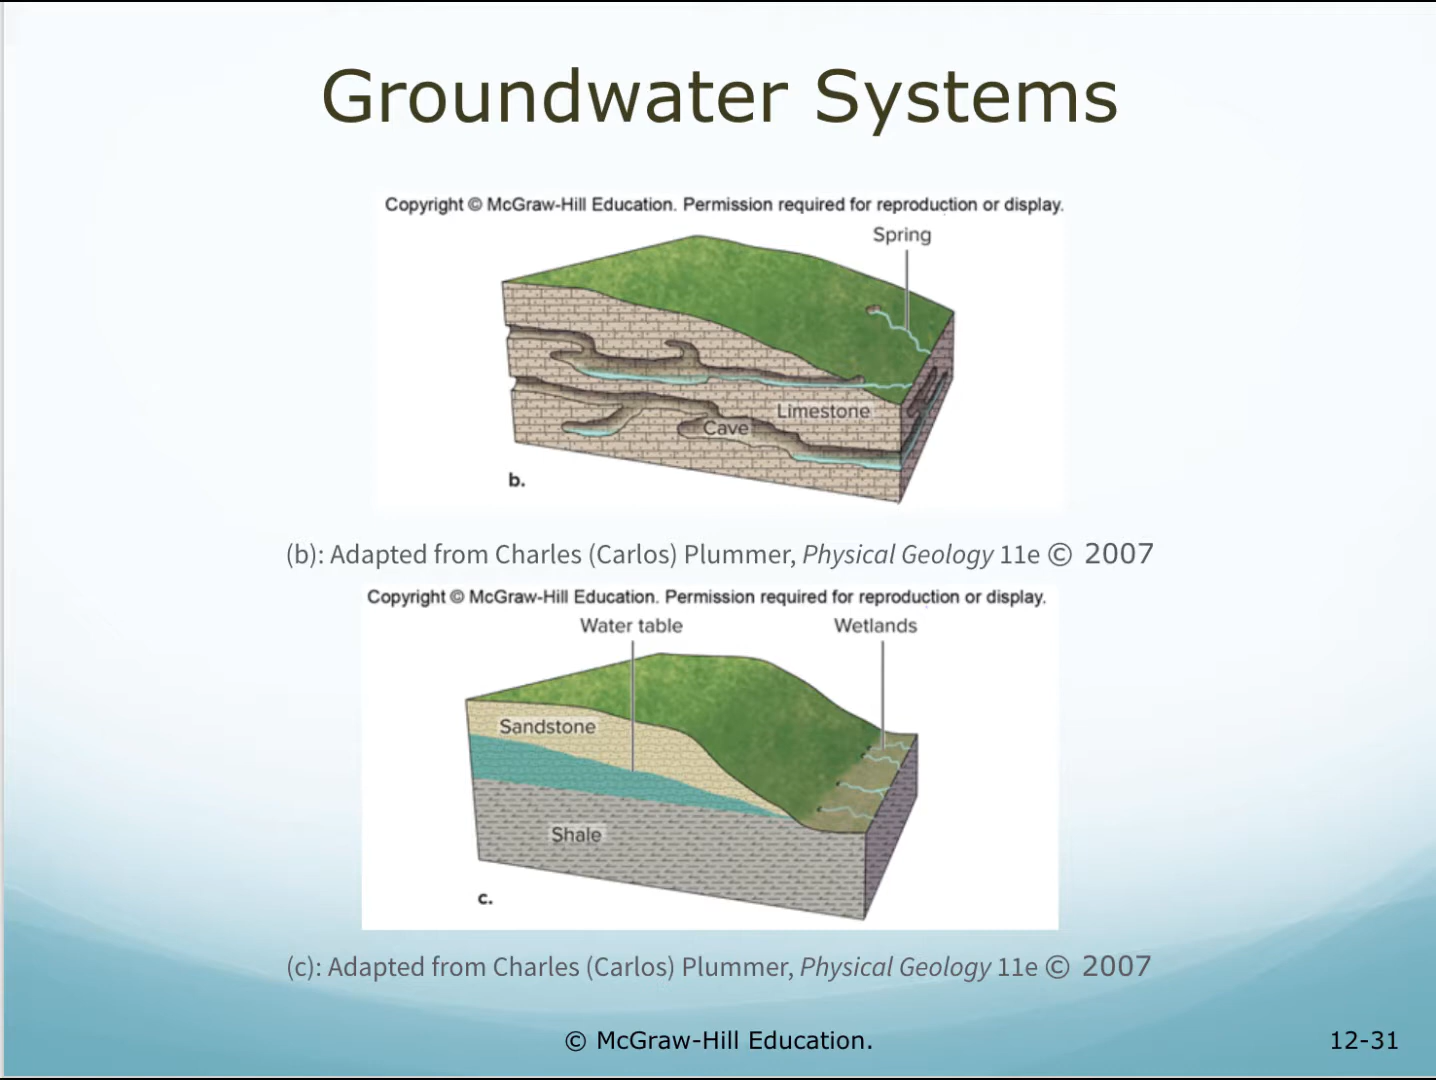 Groundwater Systems
Copyright © McGraw-Hill Education. Permission required for reproduction or display.
Spring
Limestone
Cave
b.
(b): Adapted from Charles (Carlos) Plummer, Physical Geology 11e © 2007
Copyright © McGraw-Hill Education. Permission required for reproduction or display.
Water table Wetlands
Sandstone
Shale
c.
(c): Adapted from Charles (Carlos) Plummer, Physical Geology 11e © 2007
© McGraw-Hill Education. 12-31